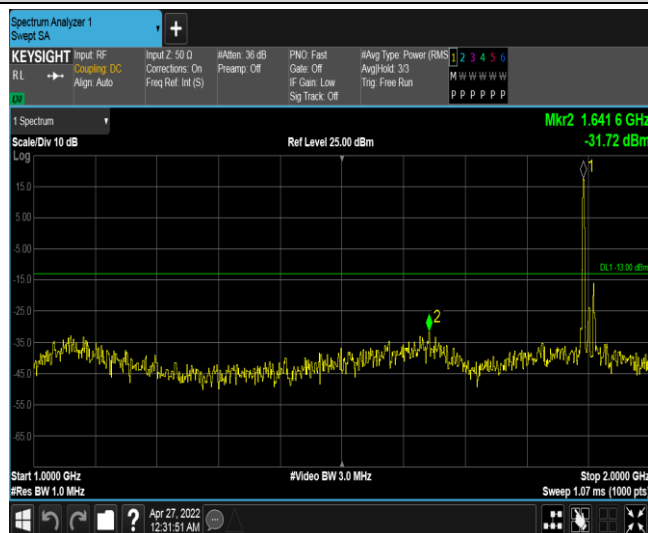 Spectrum Analyzer 1
Swept SA
+
KEYSIGHT Input: RF Input Z: 50 Ω #Atten: 36 dB PNO: Fast #Avg Type: Power (RMS 1 2 3 4 5 6
RL Coupling: DC Corrections: On Preamp: Off Gate: Off Avg|Hold: 3/3 M W W W W W
Align: Auto Freq Ref: Int (S) IF Gain: Low Trig: Free Run
Sig Track: Off P P P P P P
1 Spectrum
Mkr2 1.641 6 GHz
Scale/Div 10 dB Ref Level 25.00 dBm -31.72 dBm
Log
1
15.0
5.00
-5.00
DL1 -13.00 dBm
-15.0
-25.0
2
-35.0
-45.0
-55.0
-65.0
Start 1.0000 GHz #Video BW 3.0 MHz Stop 2.0000 GHz
#Res BW 1.0 MHz Sweep 1.07 ms (1000 pts)
? Apr 27, 2022
12:31:51 AM